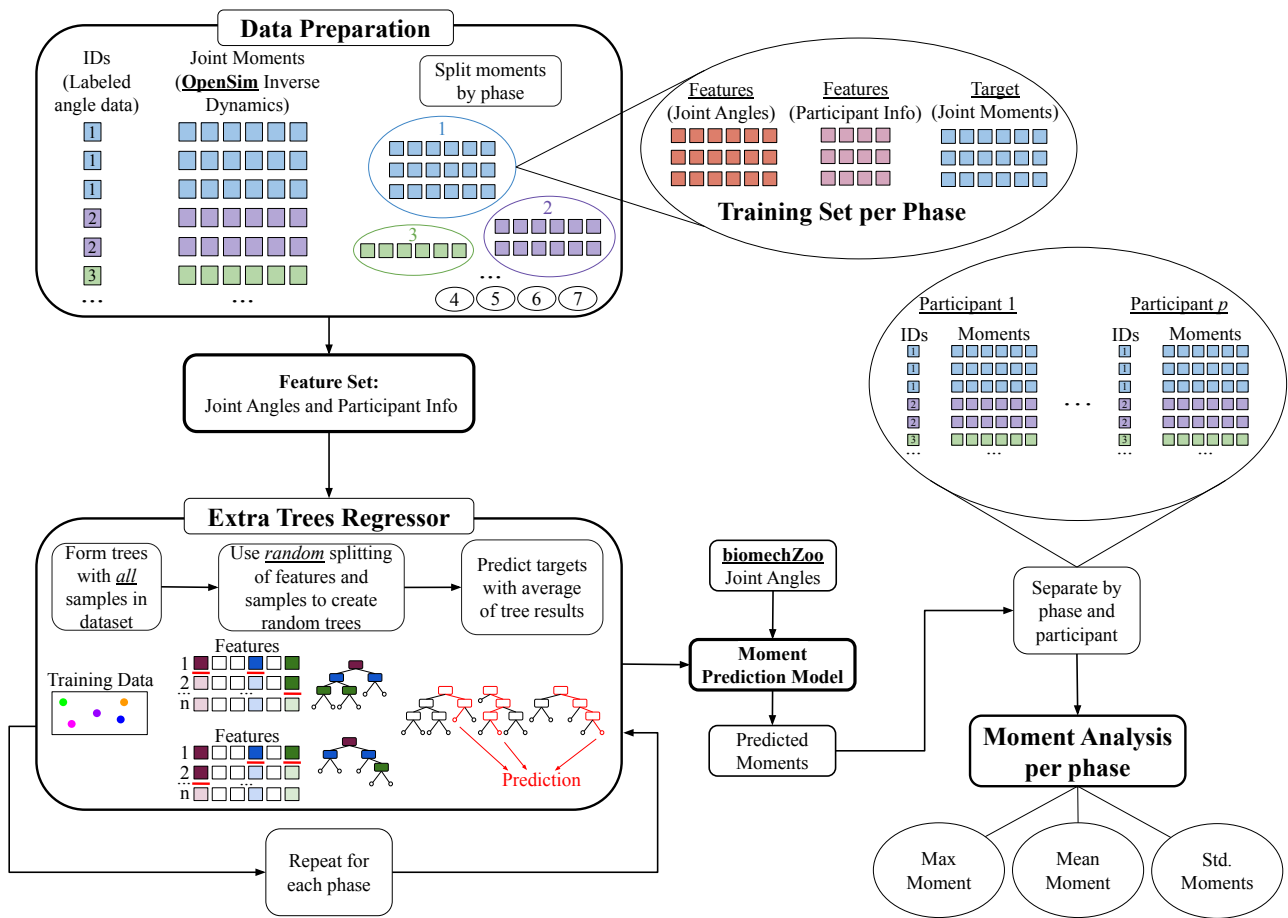 Data Preparation
IDs
(Labeled
angle data)
1
1
1
2
2
3
...
Joint Moments
(OpenSim Inverse
Dynamics)
...
Split moments
by phase
1
2
3
...
4
5
6
7
Features
(Joint Angles)
Features
(Participant Info)
Target
(Joint Moments)
Training Set per Phase
Feature Set:
Joint Angles and Participant Info
Participant 1
IDs
Moments
1
1
1
2
2
3
...
...
...
Participant p
IDs
Moments
1
1
1
2
2
3
...
...
Extra Trees Regressor
Form trees
with all
samples in
dataset
Use random splitting
of features and
samples to create
random trees
Predict targets
with average
of tree results
Training Data
Features
1
2
...
...
n
Features
1
2
...
...
n
Prediction
Repeat for
each phase
biomechZoo
Joint Angles
Moment
Prediction Model
Predicted
Moments
Separate by
phase and
participant
Moment Analysis
per phase
Max
Moment
Mean
Moment
Std.
Moments